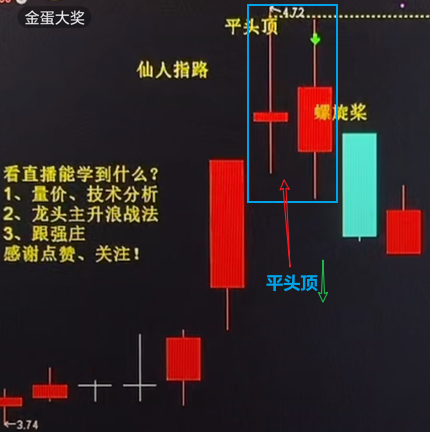 金蛋大奖
4.72
平头顶
仙人指路
螺旋桨
看直播能学到什么?
1、量价、技术分析
2、龙头主升浪战法
3、跟强庄
感谢点赞、关注!
平头顶
3.74